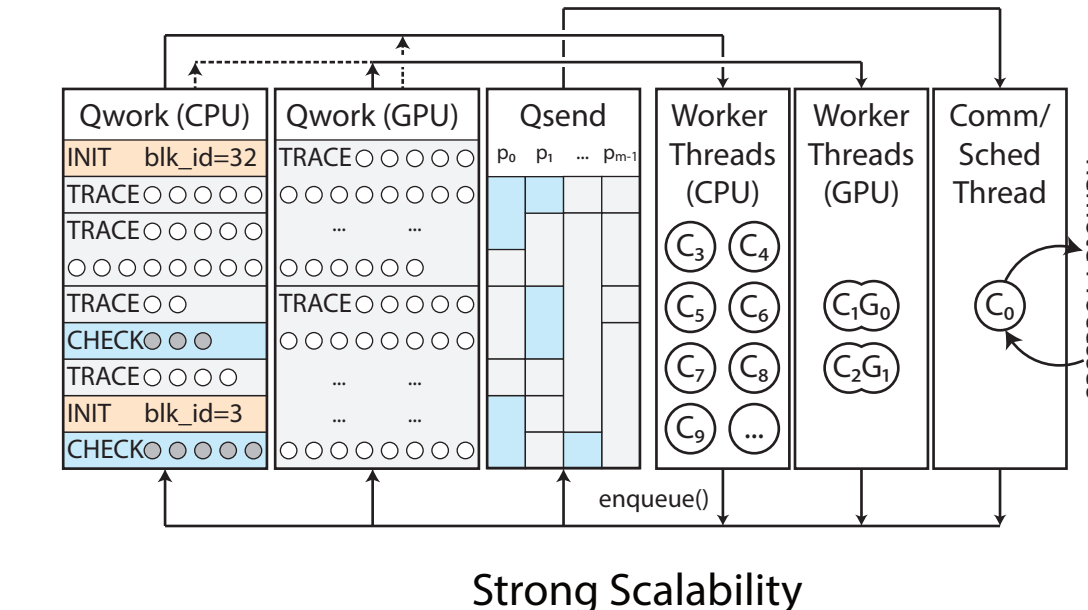 Qwork (CPU)
INIT blk_id=32
TRACE
TRACE
TRACE
CHECK
TRACE
INIT blk_id=3
CHECK
Qwork (GPU)
TRACE
... ...
TRACE
... ...
... ...
Qsend
p₀ p₁ ... pₘ₋₁
Worker
Threads
(CPU)
C₃ C₄
C₅ C₆
C₇ C₈
C₉ ...
Worker
Threads
(GPU)
C₁G₀
C₂G₁
Comm/
Sched
Thread
C₀
enqueue()
Strong Scalability